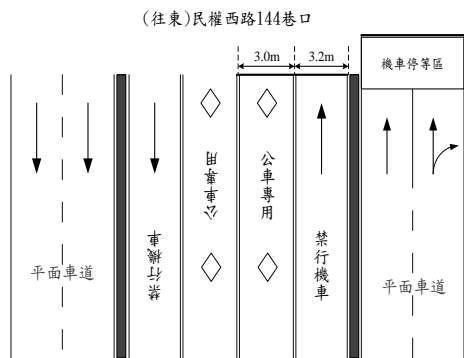 (往東)民權西路144巷口
3.0m
3.2m
機車停等區
平面車道
禁行機車
公車專用
公車專用
禁行機車
平面車道